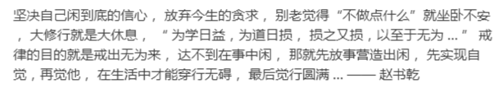 坚决自己闲到底的信心，放弃今生的贪求，别老觉得“不做点什么”就坐卧不安
，大修行就是大休息，“为学日益，为道日损，损之又损，以至于无为 ...” 戒
律的目的就是戒出无为来，达不到在事中闲，那就先放事营造出闲，先实现自
觉，再觉他，在生活中才能穿行无碍，最后觉行圆满 ... —— 赵书乾